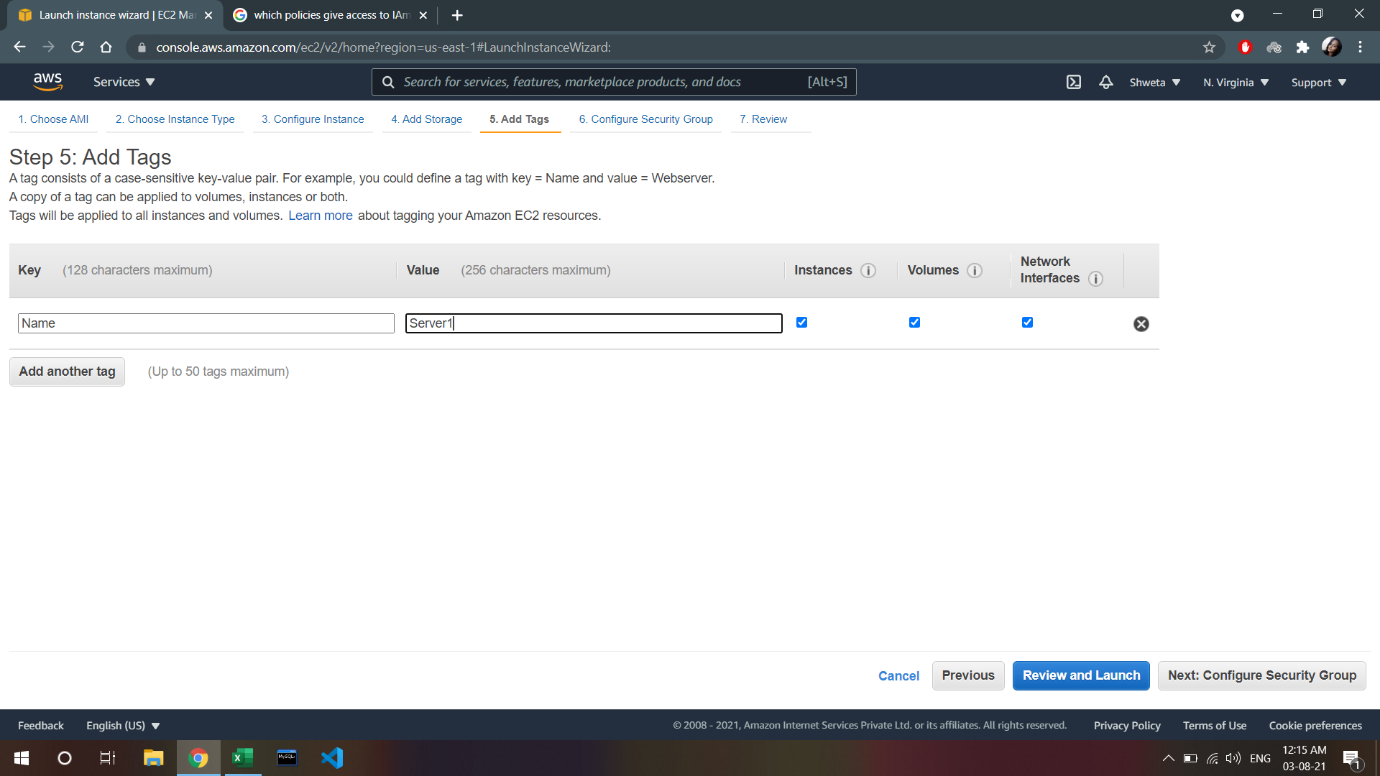 Launch instance wizard | EC2 Ma
which policies give access to IAm
console.aws.amazon.com/ec2/v2/home?region=us-east-1#LaunchInstanceWizard:
aws
Services
Search for services, features, marketplace products, and docs
[Alt+S]
Shweta
N. Virginia
Support
1. Choose AMI
2. Choose Instance Type
3. Configure Instance
4. Add Storage
5. Add Tags
6. Configure Security Group
7. Review
Step 5: Add Tags
A tag consists of a case-sensitive key-value pair. For example, you could define a tag with key = Name and value = Webserver.
A copy of a tag can be applied to volumes, instances or both.
Tags will be applied to all instances and volumes. Learn more about tagging your Amazon EC2 resources.
Key (128 characters maximum)
Value (256 characters maximum)
Instances
Volumes
Network
Interfaces
Name
Server1
Add another tag
(Up to 50 tags maximum)
Cancel
Previous
Review and Launch
Next: Configure Security Group
Feedback
English (US)
© 2008 - 2021, Amazon Internet Services Private Ltd. or its affiliates. All rights reserved.
Privacy Policy
Terms of Use
Cookie preferences
MySQL
ENG
12:15 AM
03-08-21
1